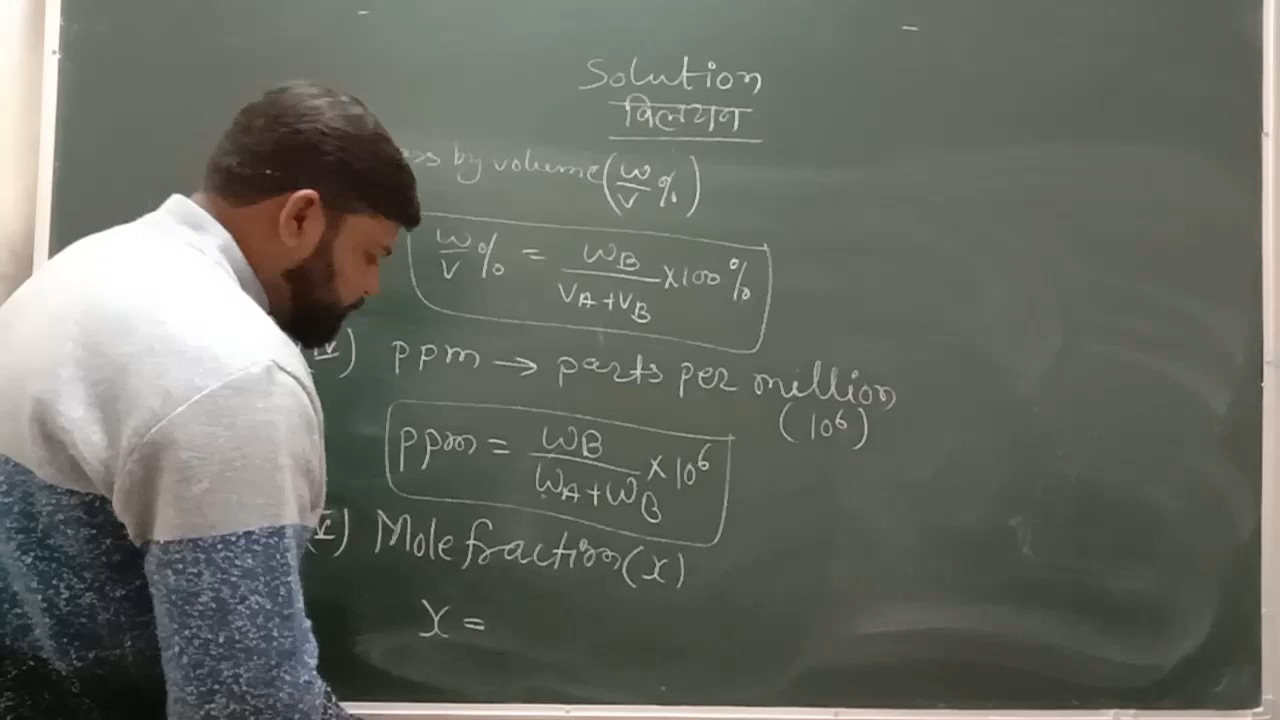 Solution
विलयन
by volume (w/v %)
w/v % = wB/(vA+vB) × 100 %
(IV) ppm → parts per million
(10⁶)
ppm = wB/(wA+wB) × 10⁶
(V) Mole fraction (x)
x =